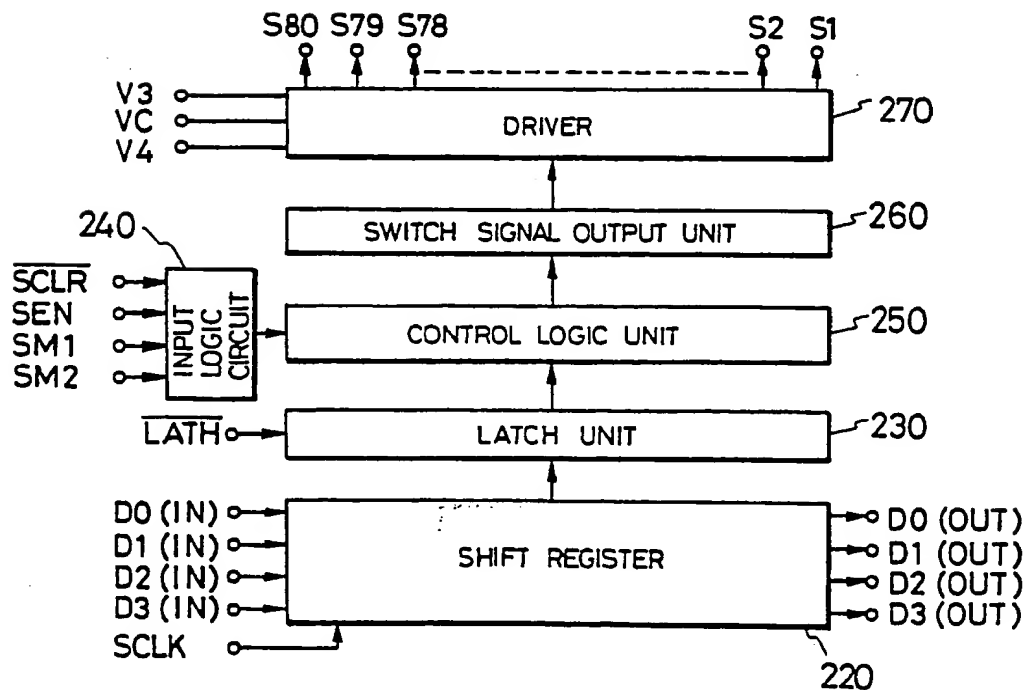 S80 S79 S78 S2 S1
V3
VC
V4
DRIVER
270
SWITCH SIGNAL OUTPUT UNIT
260
240
S̅C̅L̅R̅
SEN
SM1
SM2
INPUT
LOGIC
CIRCUIT
CONTROL LOGIC UNIT
250
L̅A̅T̅H̅
LATCH UNIT
230
D0 (IN)
D1 (IN)
D2 (IN)
D3 (IN)
SCLK
SHIFT REGISTER
D0 (OUT)
D1 (OUT)
D2 (OUT)
D3 (OUT)
220